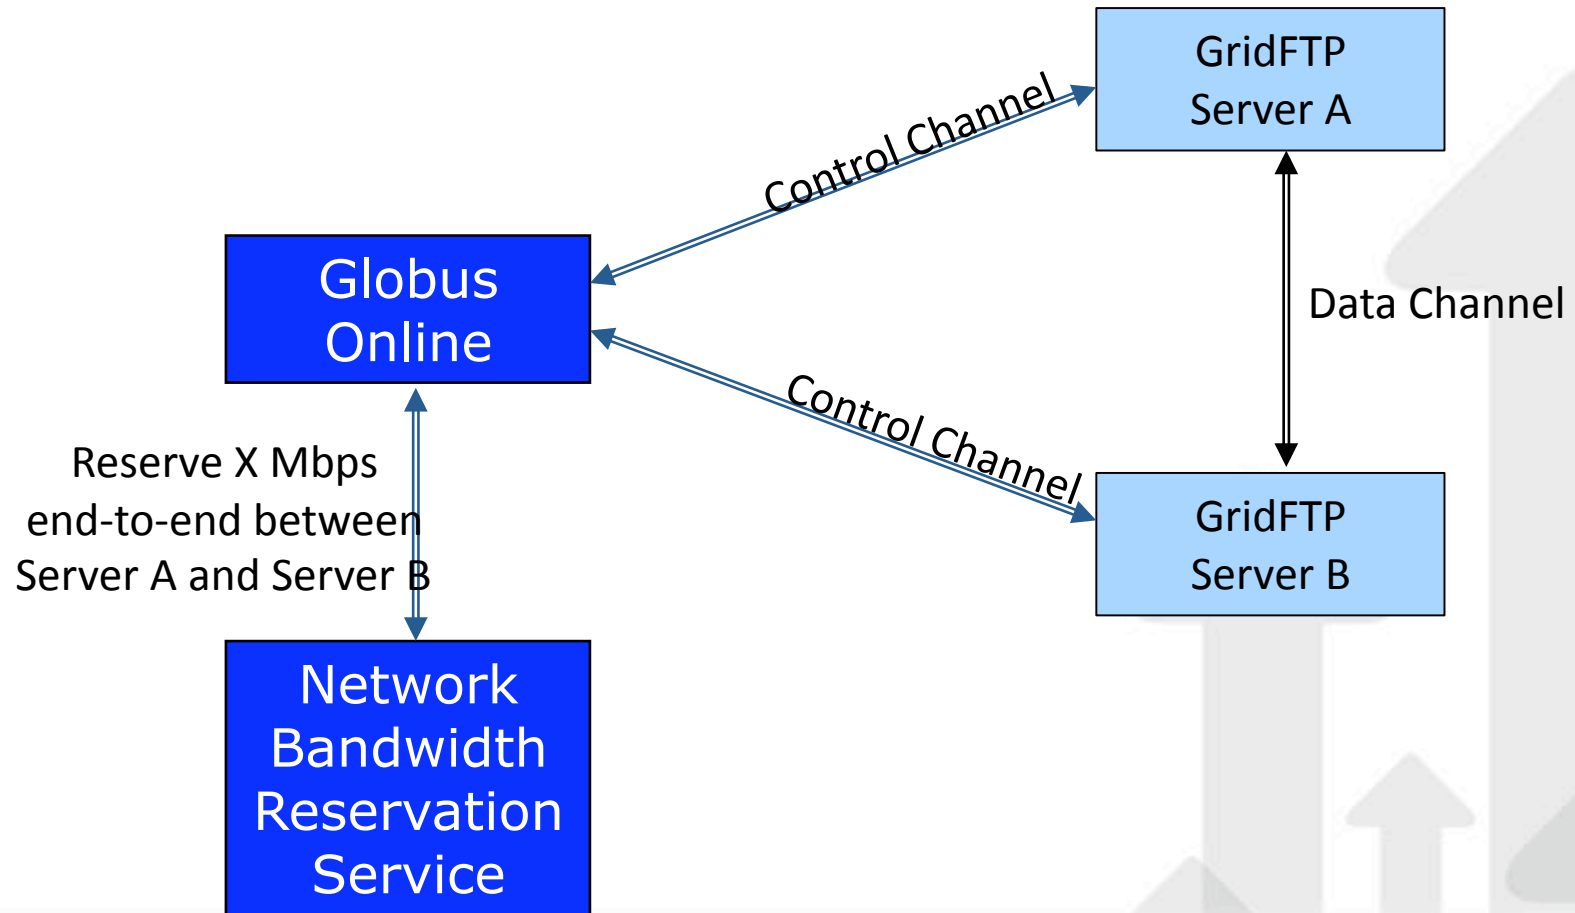 GridFTP
Server A
Control Channel
Globus
Online
Data Channel
Control Channel
Reserve X Mbps
end-to-end between
Server A and Server B
GridFTP
Server B
Network
Bandwidth
Reservation
Service